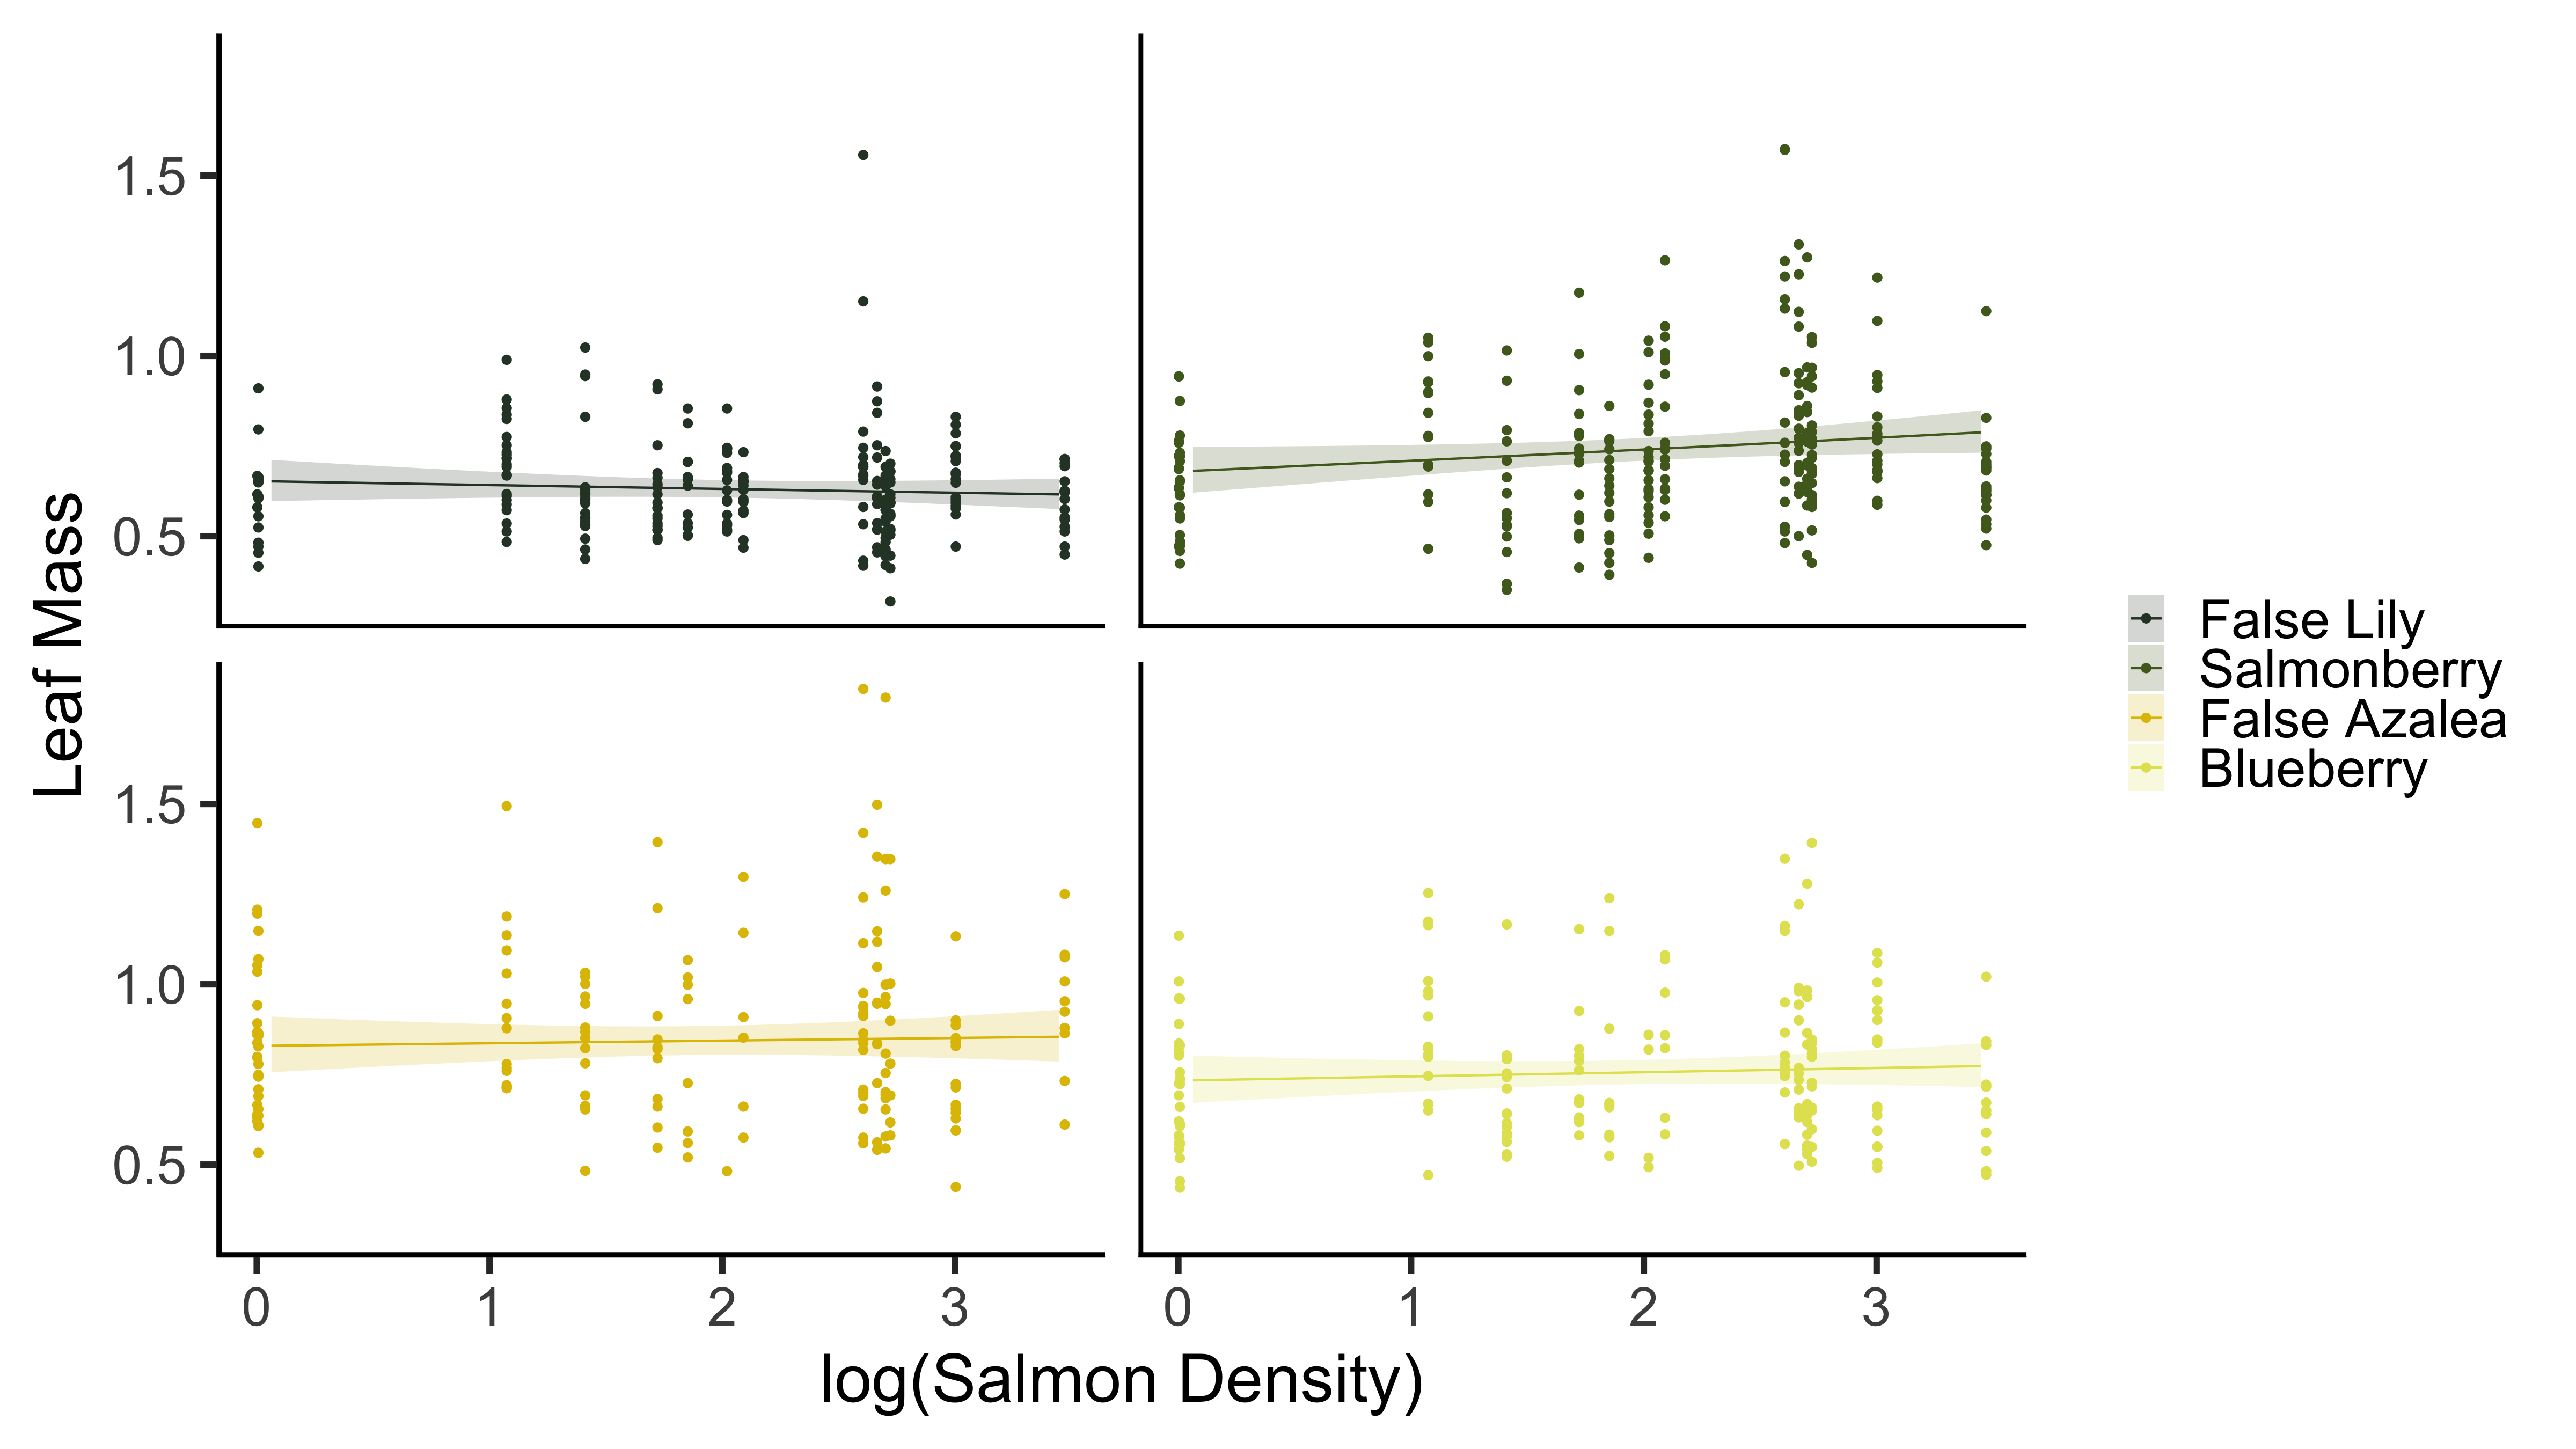 Leaf Mass
1.5
1.0
0.5
1.5
1.0
0.5
0 1 2 3
0 1 2 3
log(Salmon Density)
False Lily
Salmonberry
False Azalea
Blueberry